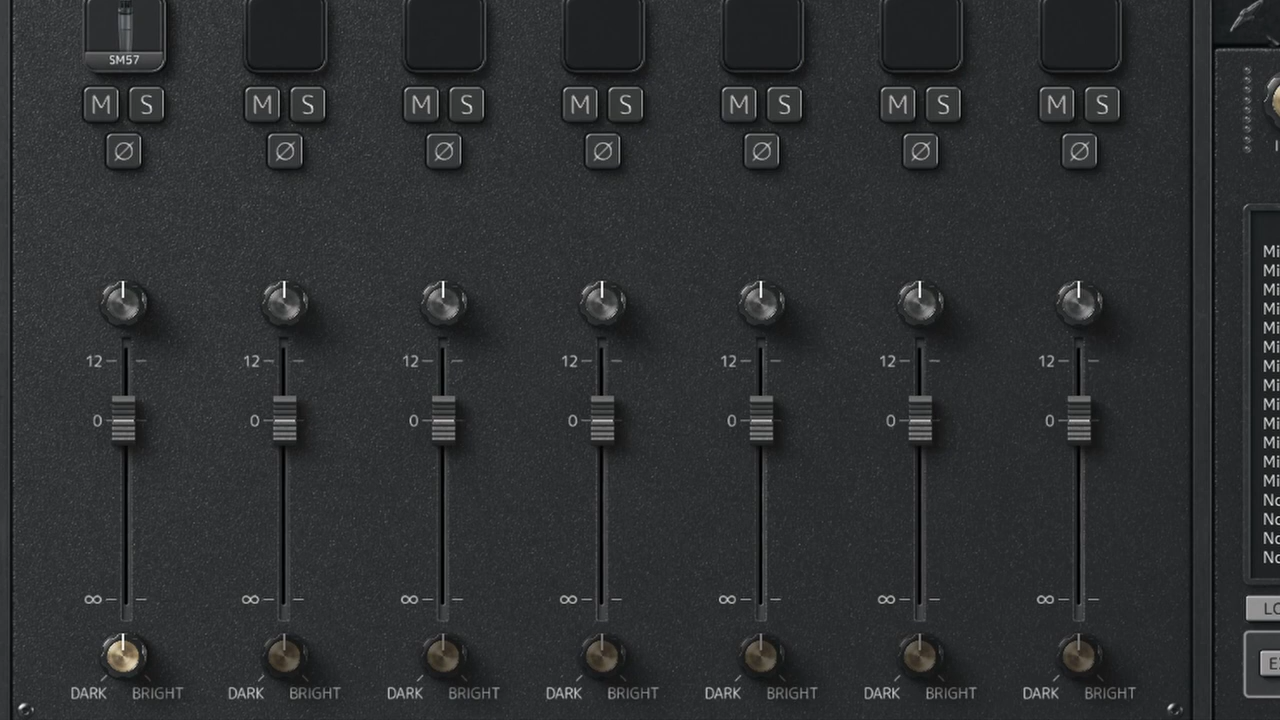 SM57
M S M S M S M S M S M S M S
Ø Ø Ø Ø Ø Ø Ø
12 12 12 12 12 12 12
0 0 0 0 0 0 0
∞ ∞ ∞ ∞ ∞ ∞ ∞
DARK BRIGHT DARK BRIGHT DARK BRIGHT DARK BRIGHT DARK BRIGHT DARK BRIGHT DARK BRIGHT